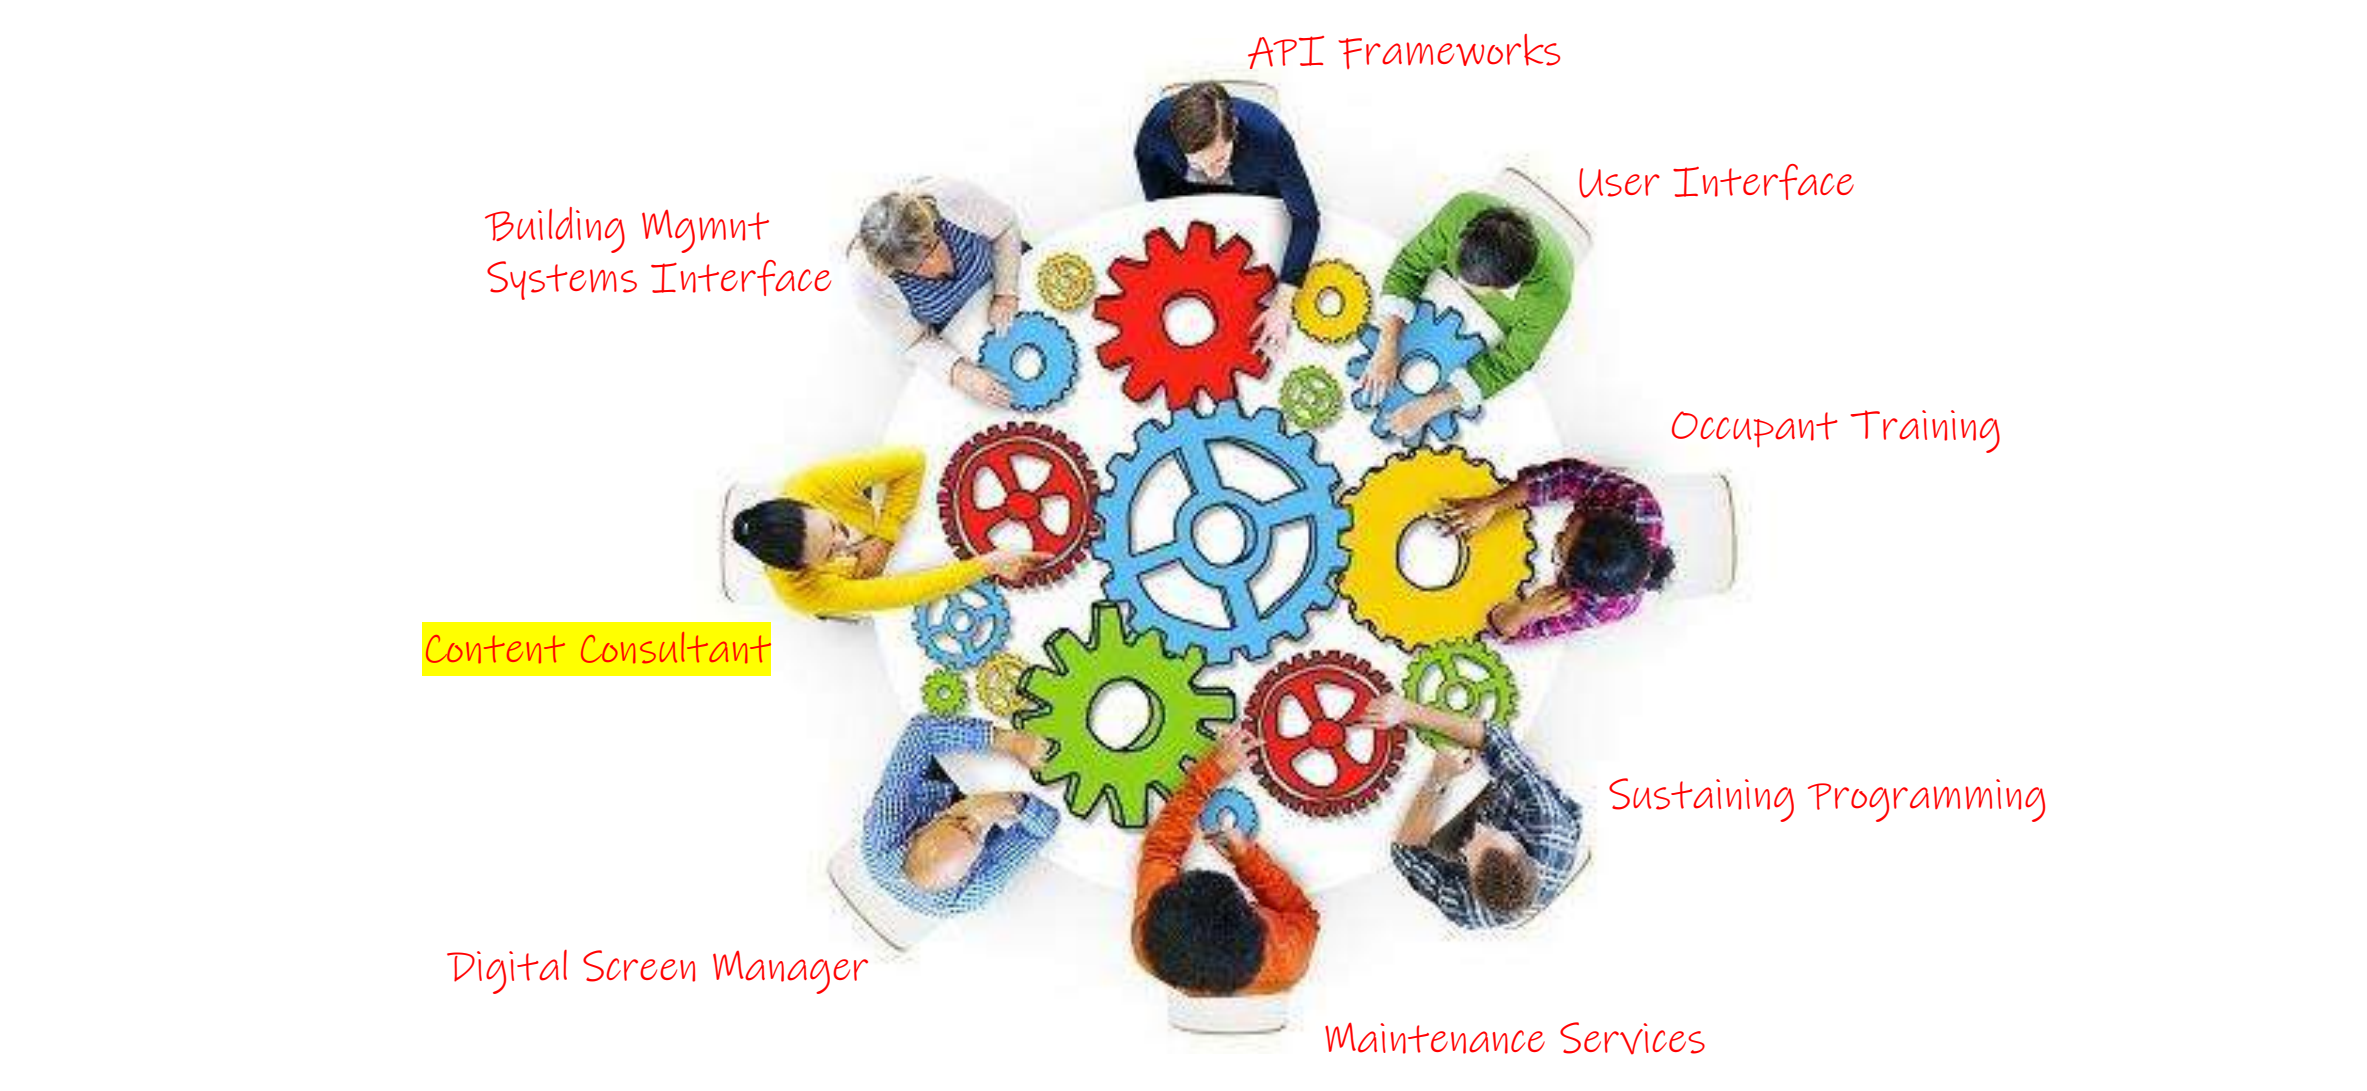 API Frameworks
User Interface
Building Mgmnt
Systems Interface
Occupant Training
Content Consultant
Sustaining Programming
Digital Screen Manager
Maintenance Services